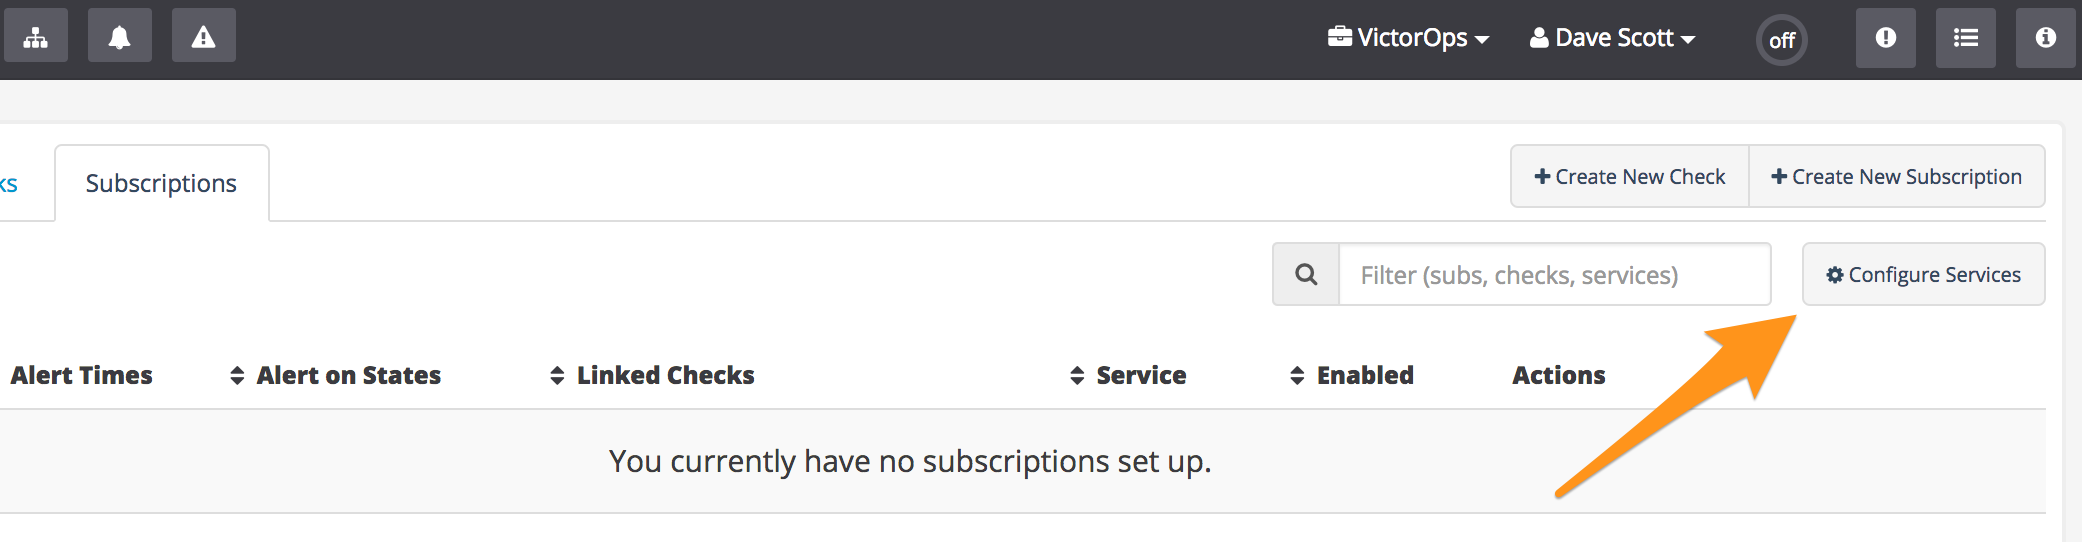 VictorOps Dave Scott off
ks Subscriptions Create New Check Create New Subscription
Filter (subs, checks, services) Configure Services
Alert Times Alert on States Linked Checks Service Enabled Actions
You currently have no subscriptions set up.